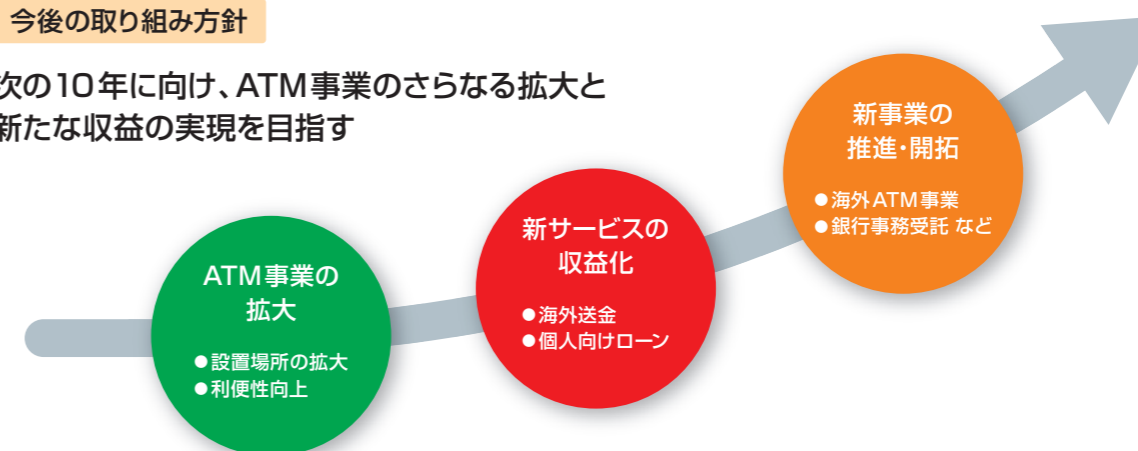 今後の取り組み方針
次の10年に向け、ATM事業のさらなる拡大と
新たな収益の実現を目指す
ATM事業の
拡大
●設置場所の拡大
●利便性向上
新サービスの
収益化
●海外送金
●個人向けローン
新事業の
推進・開拓
●海外ATM事業
●銀行事務受託 など